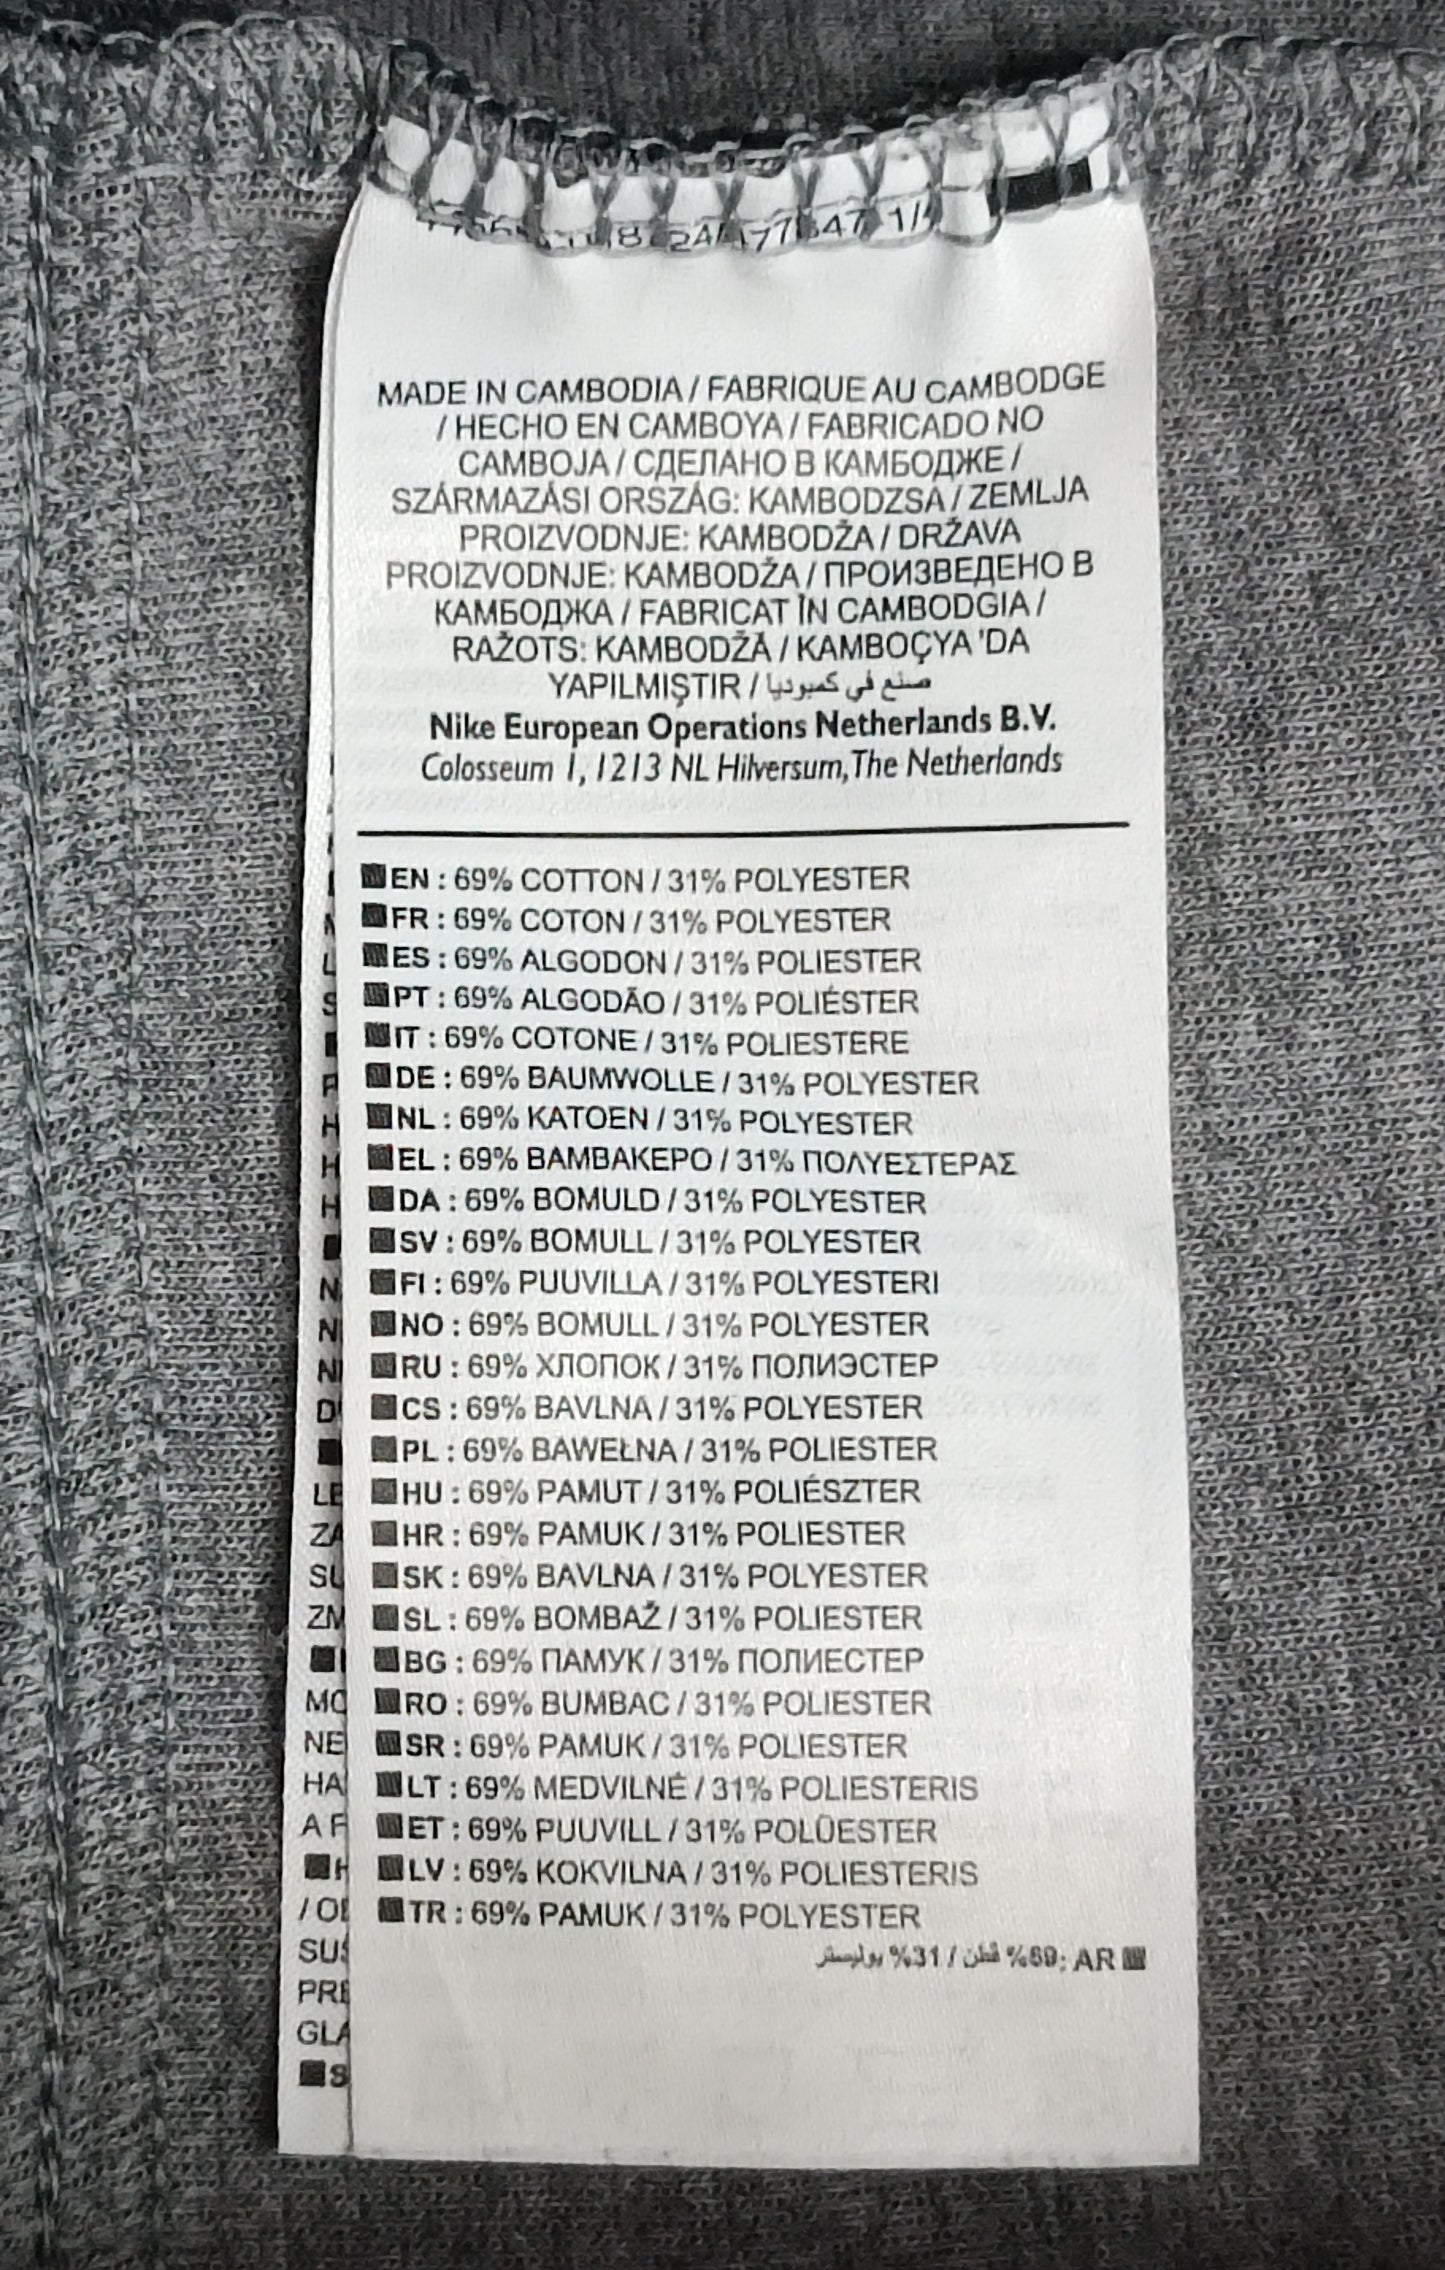 MADE IN CAMBODIA / FABRIQUE AU CAMBODGE
/ HECHO EN CAMBOYA / FABRICADO NO
CAMBOJA / СДЕЛАНО В КАМБОДЖЕ /
SZÁRMAZÁSI ORSZÁG: KAMBODZSA / ZEMLJA
PROIZVODNJE: KAMBODŽA / DRŽAVA
PROIZVODNJE: KAMBODŽA / ПРОИЗВЕДЕНО В
КАМБОДЖА / FABRICAT ÎN CAMBODGIA /
RAŽOTS: KAMBODŽĀ / KAMBOÇYA 'DA
YAPILMIŞTIR / صنع في كمبوديا
Nike European Operations Netherlands B.V.
Colosseum 1, 1213 NL Hilversum, The Netherlands
EN : 69% COTTON / 31% POLYESTER
FR : 69% COTON / 31% POLYESTER
ES : 69% ALGODON / 31% POLIESTER
PT : 69% ALGODÃO / 31% POLIÉSTER
IT : 69% COTONE / 31% POLIESTERE
DE : 69% BAUMWOLLE / 31% POLYESTER
NL : 69% KATOEN / 31% POLYESTER
EL : 69% ΒΑΜΒΑΚΕΡΟ / 31% ΠΟΛΥΕΣΤΕΡΑΣ
DA : 69% BOMULD / 31% POLYESTER
SV : 69% BOMULL / 31% POLYESTER
FI : 69% PUUVILLA / 31% POLYESTERI
NO : 69% BOMULL / 31% POLYESTER
RU : 69% ХЛОПОК / 31% ПОЛИЭСТЕР
CS : 69% BAVLNA / 31% POLYESTER
PL : 69% BAWEŁNA / 31% POLIESTER
HU : 69% PAMUT / 31% POLIÉSZTER
HR : 69% PAMUK / 31% POLIESTER
SK : 69% BAVLNA / 31% POLYESTER
SL : 69% BOMBAŽ / 31% POLIESTER
BG : 69% ПАМУК / 31% ПОЛИЕСТЕР
RO : 69% BUMBAC / 31% POLIESTER
SR : 69% PAMUK / 31% POLIESTER
LT : 69% MEDVILNĖ / 31% POLIESTERIS
ET : 69% PUUVILL / 31% POLÜESTER
LV : 69% KOKVILNA / 31% POLIESTERIS
TR : 69% PAMUK / 31% POLYESTER
AR :69% قطن / 31% بوليستر